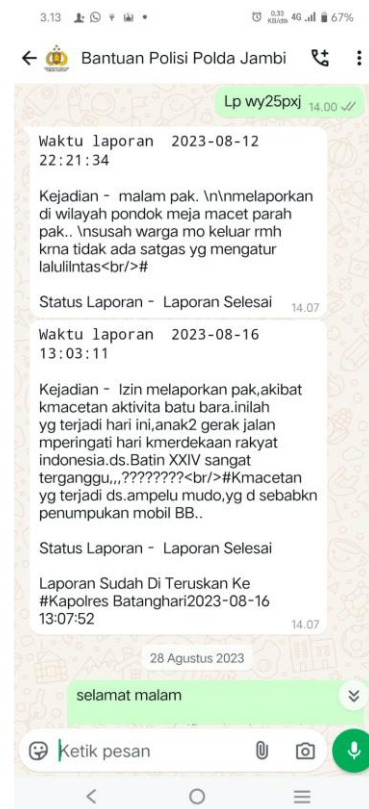 3.13
0,33 KB/dtk 4G 67%
Bantuan Polisi Polda Jambi
Lp wy25pxj 14.00
Waktu laporan 2023-08-12
22:21:34
Kejadian - malam pak. \n\nmelaporkan
di wilayah pondok meja macet parah
pak.. \nsusah warga mo keluar rmh
krna tidak ada satgas yg mengatur
lalulilntas<br/>#
Status Laporan - Laporan Selesai 14.07
Waktu laporan 2023-08-16
13:03:11
Kejadian - Izin melaporkan pak,akibat
kmacetan aktivita batu bara.inilah
yg terjadi hari ini,anak2 gerak jalan
mperingati hari kmerdekaan rakyat
indonesia.ds.Batin XXIV sangat
terganggu,,,????????<br/>#Kmacetan
yg terjadi ds.ampelu mudo,yg d sebabkn
penumpukan mobil BB..
Status Laporan - Laporan Selesai
Laporan Sudah Di Teruskan Ke
#Kapolres Batanghari2023-08-16
13:07:52 14.07
28 Agustus 2023
selamat malam
Ketik pesan